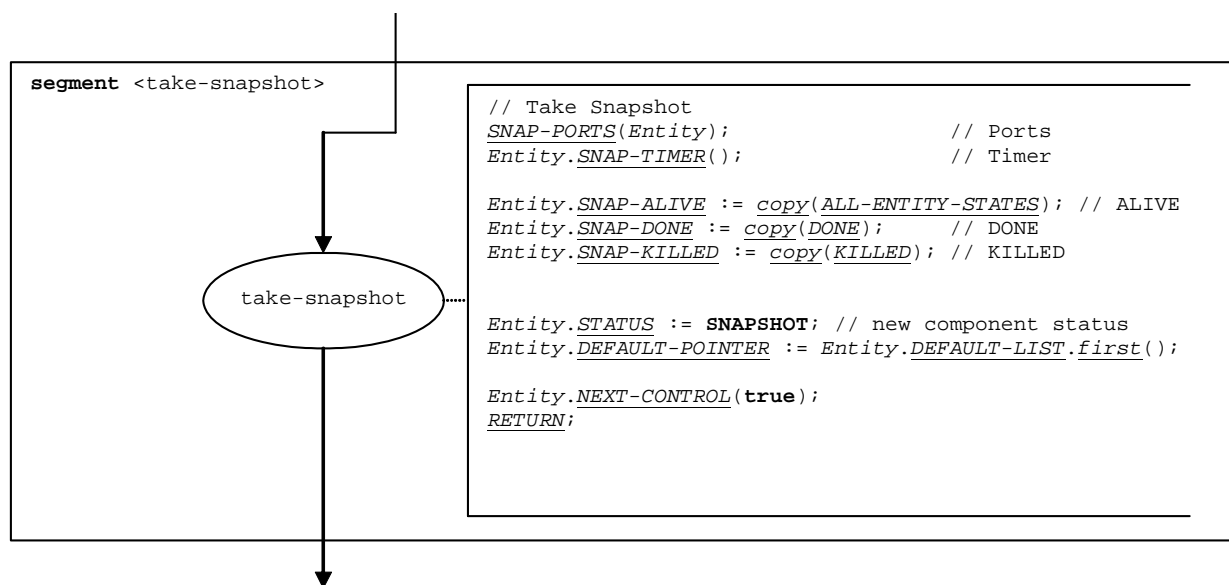 segment <take-snapshot>
// Take Snapshot
SNAP-PORTS(Entity); // Ports
Entity.SNAP-TIMER(); // Timer
Entity.SNAP-ALIVE := copy(ALL-ENTITY-STATES); // ALIVE
Entity.SNAP-DONE := copy(DONE); // DONE
Entity.SNAP-KILLED := copy(KILLED); // KILLED
take-snapshot
Entity.STATUS := SNAPSHOT; // new component status
Entity.DEFAULT-POINTER := Entity.DEFAULT-LIST.first();
Entity.NEXT-CONTROL(true);
RETURN;